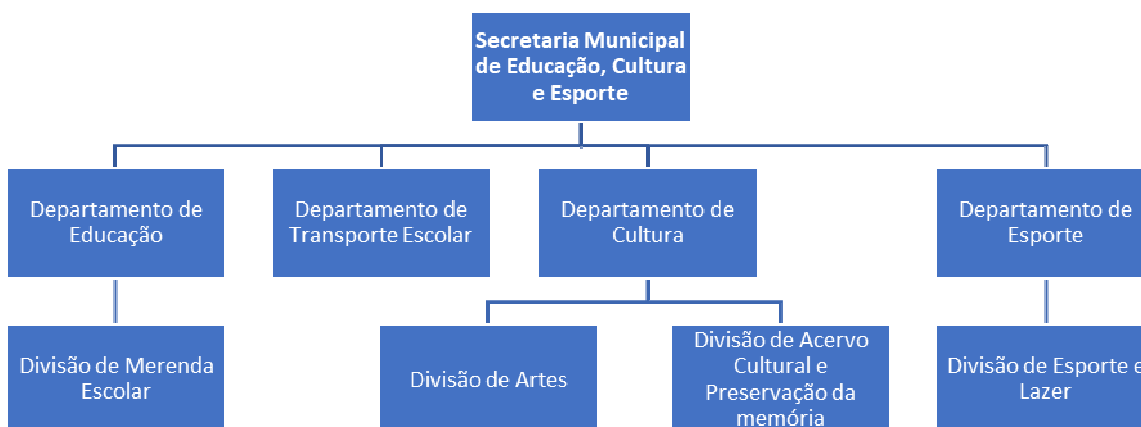 Secretaria Municipal
de Educação, Cultura
e Esporte
Departamento de
Educação
Departamento de
Transporte Escolar
Departamento de
Cultura
Departamento de
Esporte
Divisão de Merenda
Escolar
Divisão de Artes
Divisão de Acervo
Cultural e
Preservação da
memória
Divisão de Esporte e
Lazer